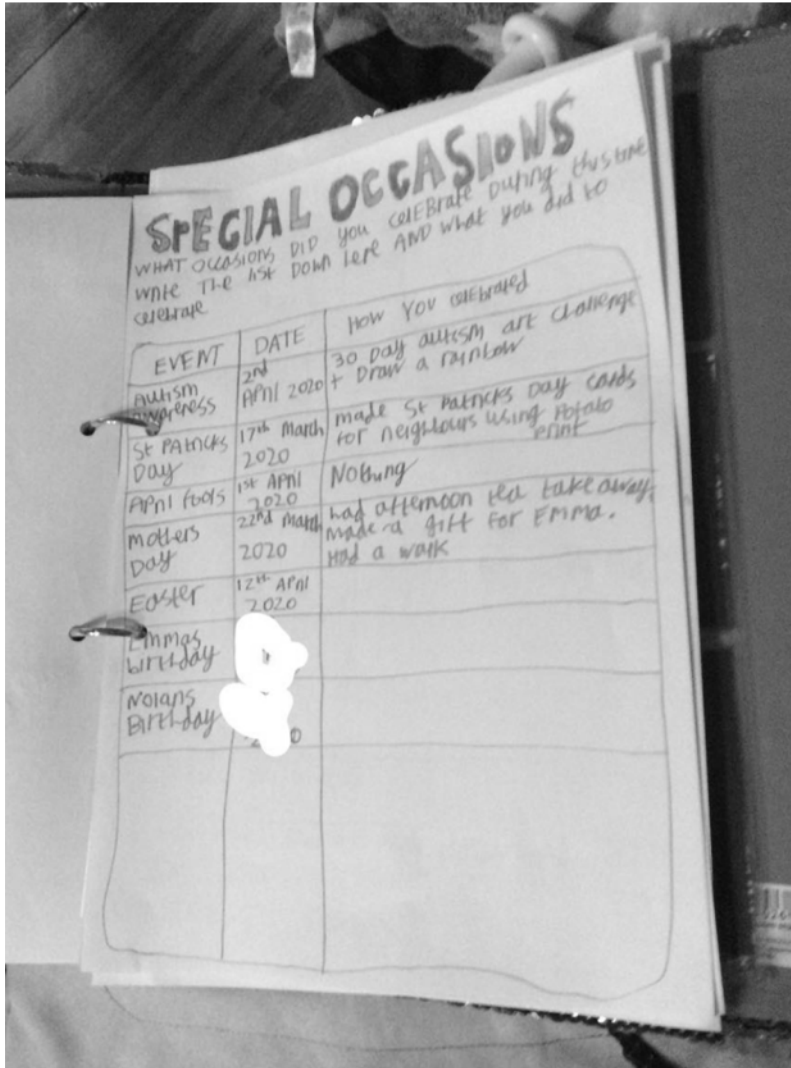 SPECIAL OCCASIONS
WHAT OCCASIONS DID YOU CELEBRATE DURING this time
write The list DOWN here AND what you did to
celebrate
EVENT DATE HOW YOU celEBrated
Autism awareness 2nd April 2020 30 Day autism art challenge
+ Draw a rainbow
St PAtricks Day 17th March 2020 made St Patricks Day cards
for neighbours using Potato
Print
April fools 1st April 2020 Nothing
mothers Day 22nd March 2020 had afternoon tea take away.
made a gift for Emma.
Had a walk
Easter 12th April 2020
Emmas birthday
Nolans Birthday